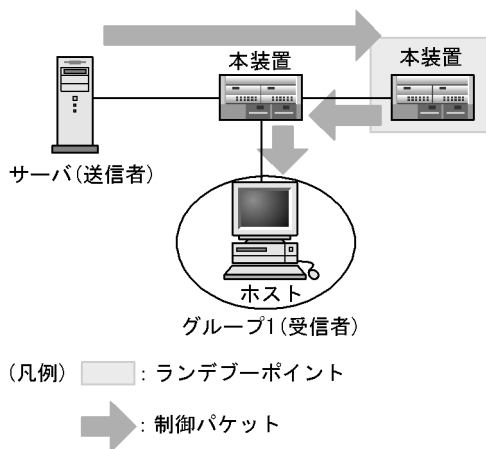 本装置
本装置
サーバ(送信者)
ホスト
グループ1(受信者)
(凡例) : ランデブーポイント
: 制御パケット